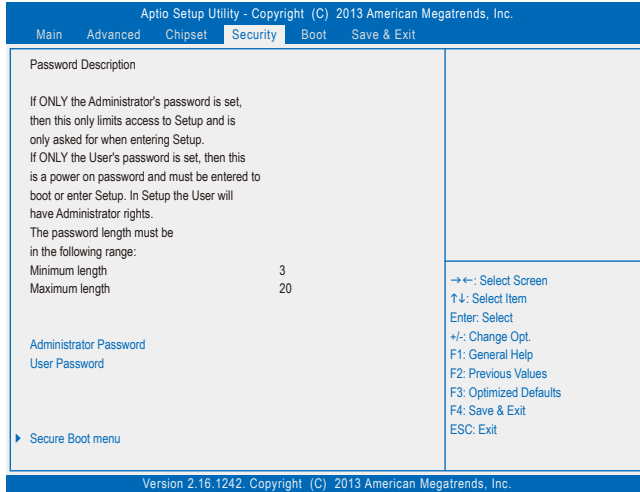 Aptio Setup Utility - Copyright (C) 2013 American Megatrends, Inc.
Main Advanced Chipset Security Boot Save & Exit
Password Description
If ONLY the Administrator's password is set,
then this only limits access to Setup and is
only asked for when entering Setup.
If ONLY the User's password is set, then this
is a power on password and must be entered to
boot or enter Setup. In Setup the User will
have Administrator rights.
The password length must be
in the following range:
Minimum length 3
Maximum length 20
Administrator Password
User Password
Secure Boot menu
→←: Select Screen
↑↓: Select Item
Enter: Select
+/-: Change Opt.
F1: General Help
F2: Previous Values
F3: Optimized Defaults
F4: Save & Exit
ESC: Exit
Version 2.16.1242. Copyright (C) 2013 American Megatrends, Inc.